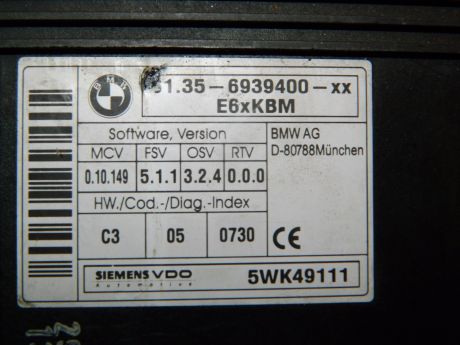 BMW
61.35 - 6939400 - xx
E6xKBM
Software, Version
MCV FSV OSV RTV
0.10.149 5.1.1 3.2.4 0.0.0
HW./Cod.-/Diag.-Index
C3 05 0730
BMW AG
D-80788München
CE
SIEMENS VDO
Automotive
5WK49111